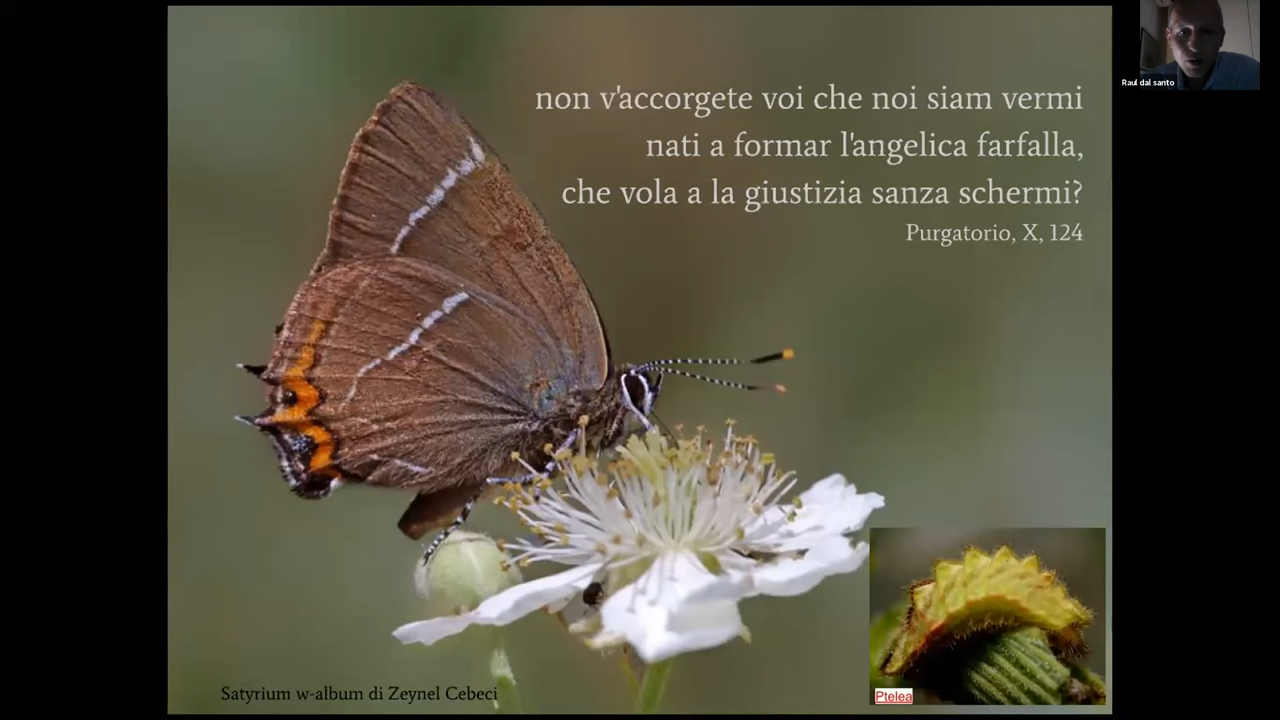 Raul dal santo
non v'accorgete voi che noi siam vermi
nati a formar l'angelica farfalla,
che vola a la giustizia sanza schermi?
Purgatorio, X, 124
Satyrium w-album di Zeynel Cebeci
Ptelea